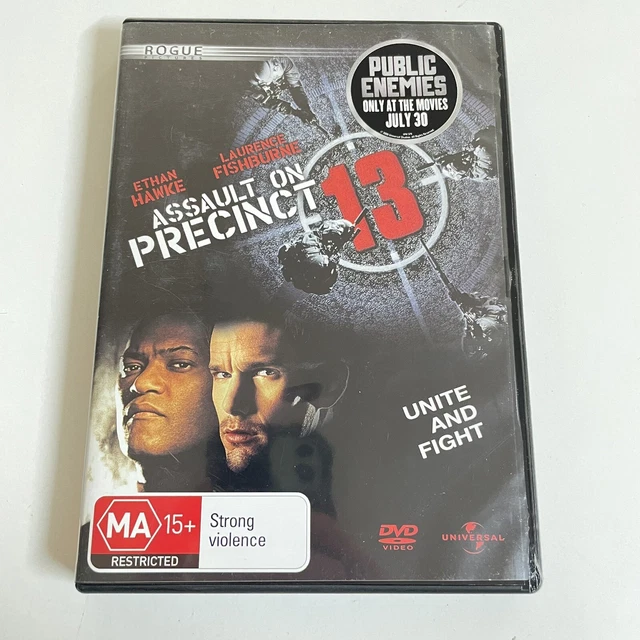 ROGUE
PICTURES
PUBLIC
ENEMIES
ONLY AT THE MOVIES
JULY 30
ETHAN
HAWKE
LAURENCE
FISHBURNE
ASSAULT ON
PRECINCT
13
UNITE
AND
FIGHT
MA 15+
RESTRICTED
Strong
violence
DVD
VIDEO
UNIVERSAL